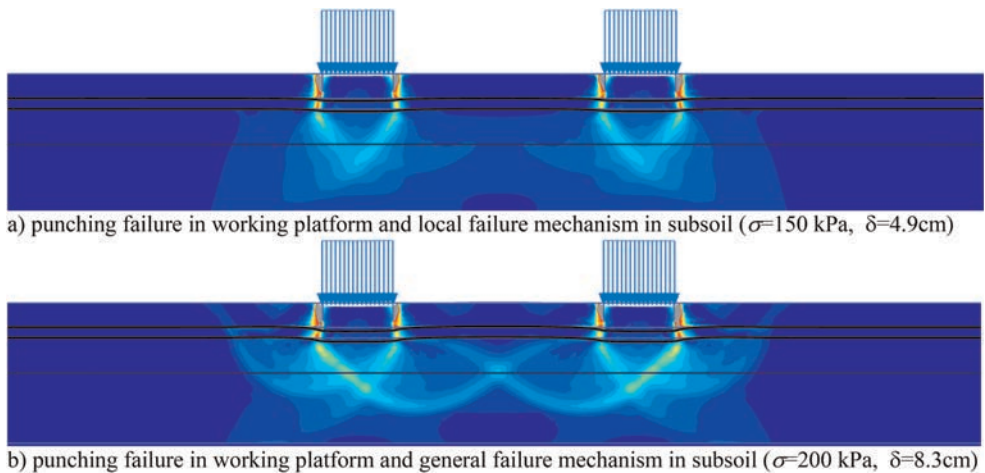 a) punching failure in working platform and local failure mechanism in subsoil (σ=150 kPa, δ=4.9cm)
b) punching failure in working platform and general failure mechanism in subsoil (σ=200 kPa, δ=8.3cm)